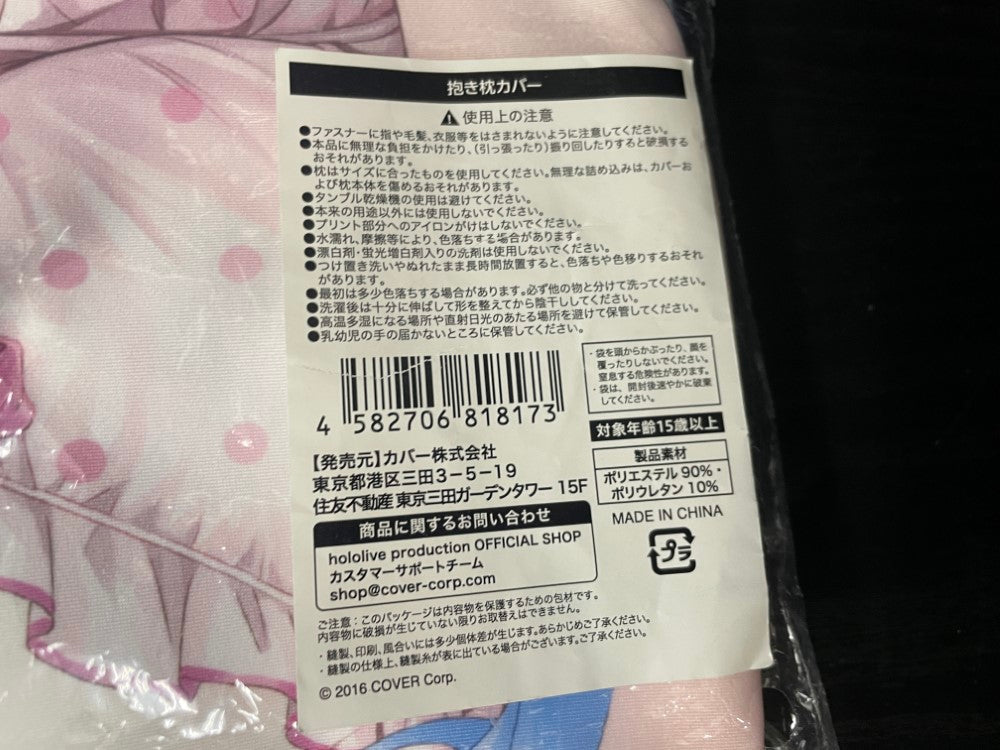 抱き枕カバー
使用上の注意
●ファスナーに指や毛髪、衣服等をはさまれないように注意してください。
●本品に無理な負担をかけたり、(引っ張ったり)振り回したりすると破損する
おそれがあります。
●枕はサイズに合ったものを使用してください。無理な詰め込みは、カバーお
よび枕本体を傷めるおそれがあります。
●タンブル乾燥機の使用は避けてください。
●本来の用途以外には使用しないでください。
●プリント部分へのアイロンがけはしないでください。
●水濡れ、摩擦等により、色落ちする場合があります。
●漂白剤・蛍光増白剤入りの洗剤は使用しないでください。
●つけ置き洗いやぬれたまま長時間放置すると、色落ちや色移りするおそれ
があります。
●最初は多少色落ちする場合があります。必ず他の物と分けて洗ってください。
●洗濯後は十分に伸ばして形を整えてから陰干ししてください。
●高温多湿になる場所や直射日光のあたる場所を避けて保管してください。
●乳幼児の手の届かないところに保管してください。
4 582706 818173
・袋を頭からかぶったり、顔を
覆ったりしないでください。
窒息する危険性があります。
・袋は、開封後速やかに破棄
してください。
対象年齢15歳以上
製品素材
ポリエステル 90%・
ポリウレタン 10%
MADE IN CHINA
プラ
【発売元】カバー株式会社
東京都港区三田3-5-19
住友不動産 東京三田ガーデンタワー 15F
商品に関するお問い合わせ
hololive production OFFICIAL SHOP
カスタマーサポートチーム
shop@cover-corp.com
ご注意：このパッケージは内容物を保護するための包材です。
内容物に破損が生じていない限りお取替えはできません。
・縫製、印刷、風合いには多少個体差が生じます。あらかじめご了承ください。
・縫製の仕様上、縫製糸が表に出ている場合がございます。ご了承ください。
© 2016 COVER Corp.